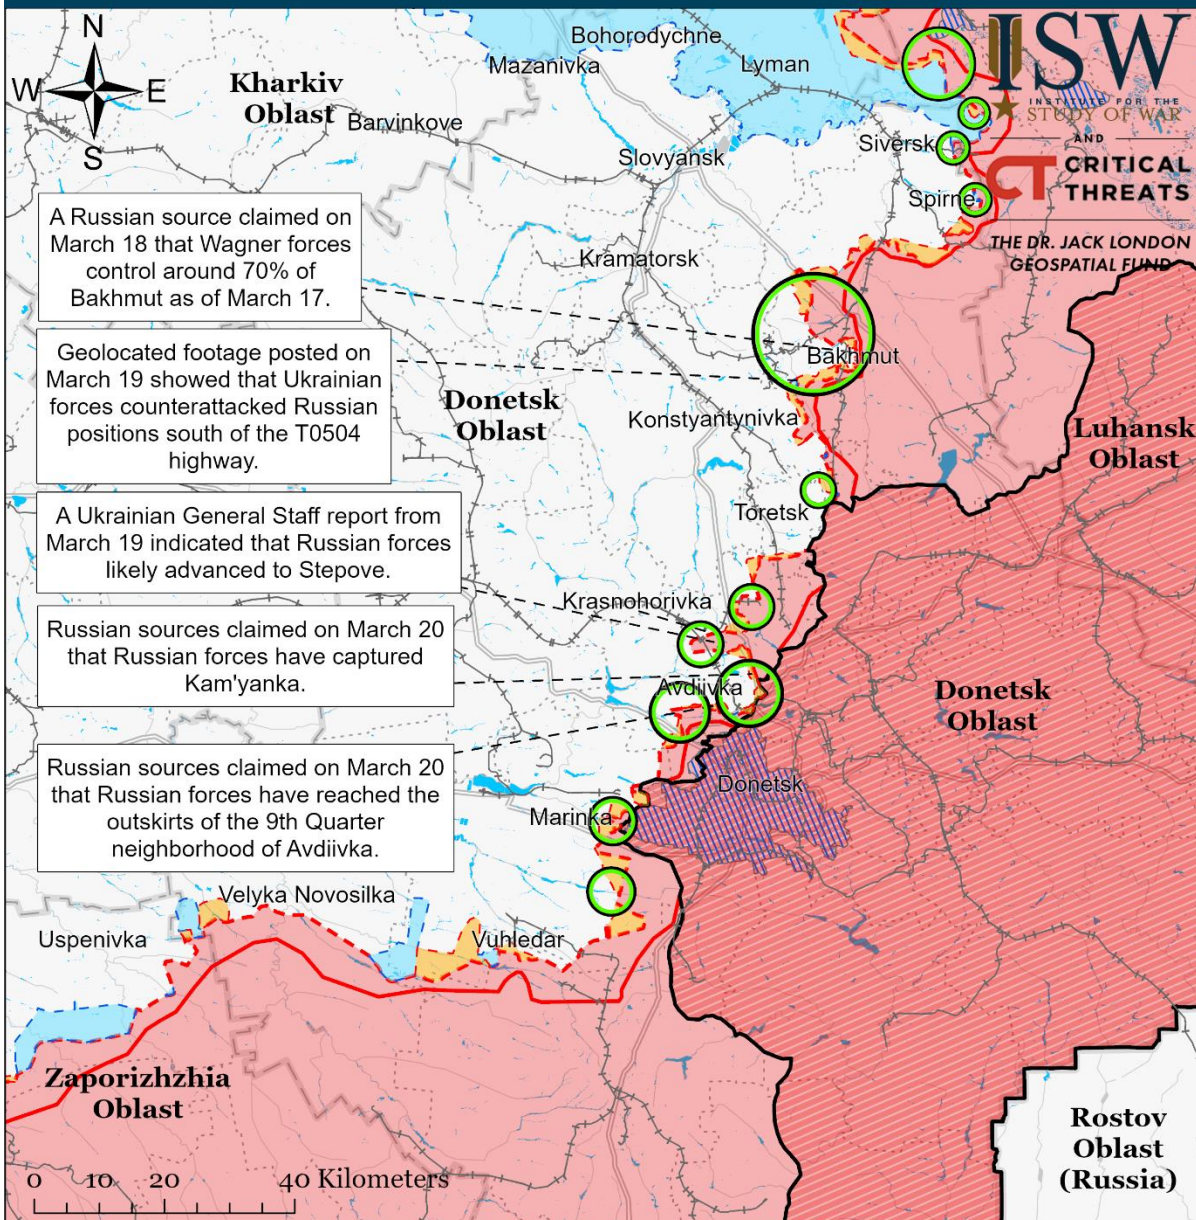 N
W
E
S
ISW
INSTITUTE FOR THE
STUDY OF WAR
AND
CT CRITICAL
THREATS
THE DR. JACK LONDON
GEOSPATIAL FUND
Bohorodychne
Mazanivka
Lyman
Kharkiv
Oblast
Barvinkove
Slovyansk
Siversk
Spirne
A Russian source claimed on
March 18 that Wagner forces
control around 70% of
Bakhmut as of March 17.
Kramatorsk
Geolocated footage posted on
March 19 showed that Ukrainian
forces counterattacked Russian
positions south of the T0504
highway.
Bakhmut
Donetsk
Oblast
Konstyantynivka
Luhansk
Oblast
A Ukrainian General Staff report from
March 19 indicated that Russian forces
likely advanced to Stepove.
Toretsk
Krasnohorivka
Russian sources claimed on March 20
that Russian forces have captured
Kam'yanka.
Avdiivka
Donetsk
Oblast
Russian sources claimed on March 20
that Russian forces have reached the
outskirts of the 9th Quarter
neighborhood of Avdiivka.
Donetsk
Marinka
Velyka Novosilka
Uspenivka
Vuhledar
Zaporizhzhia
Oblast
Rostov
Oblast
(Russia)
0 10 20 40 Kilometers